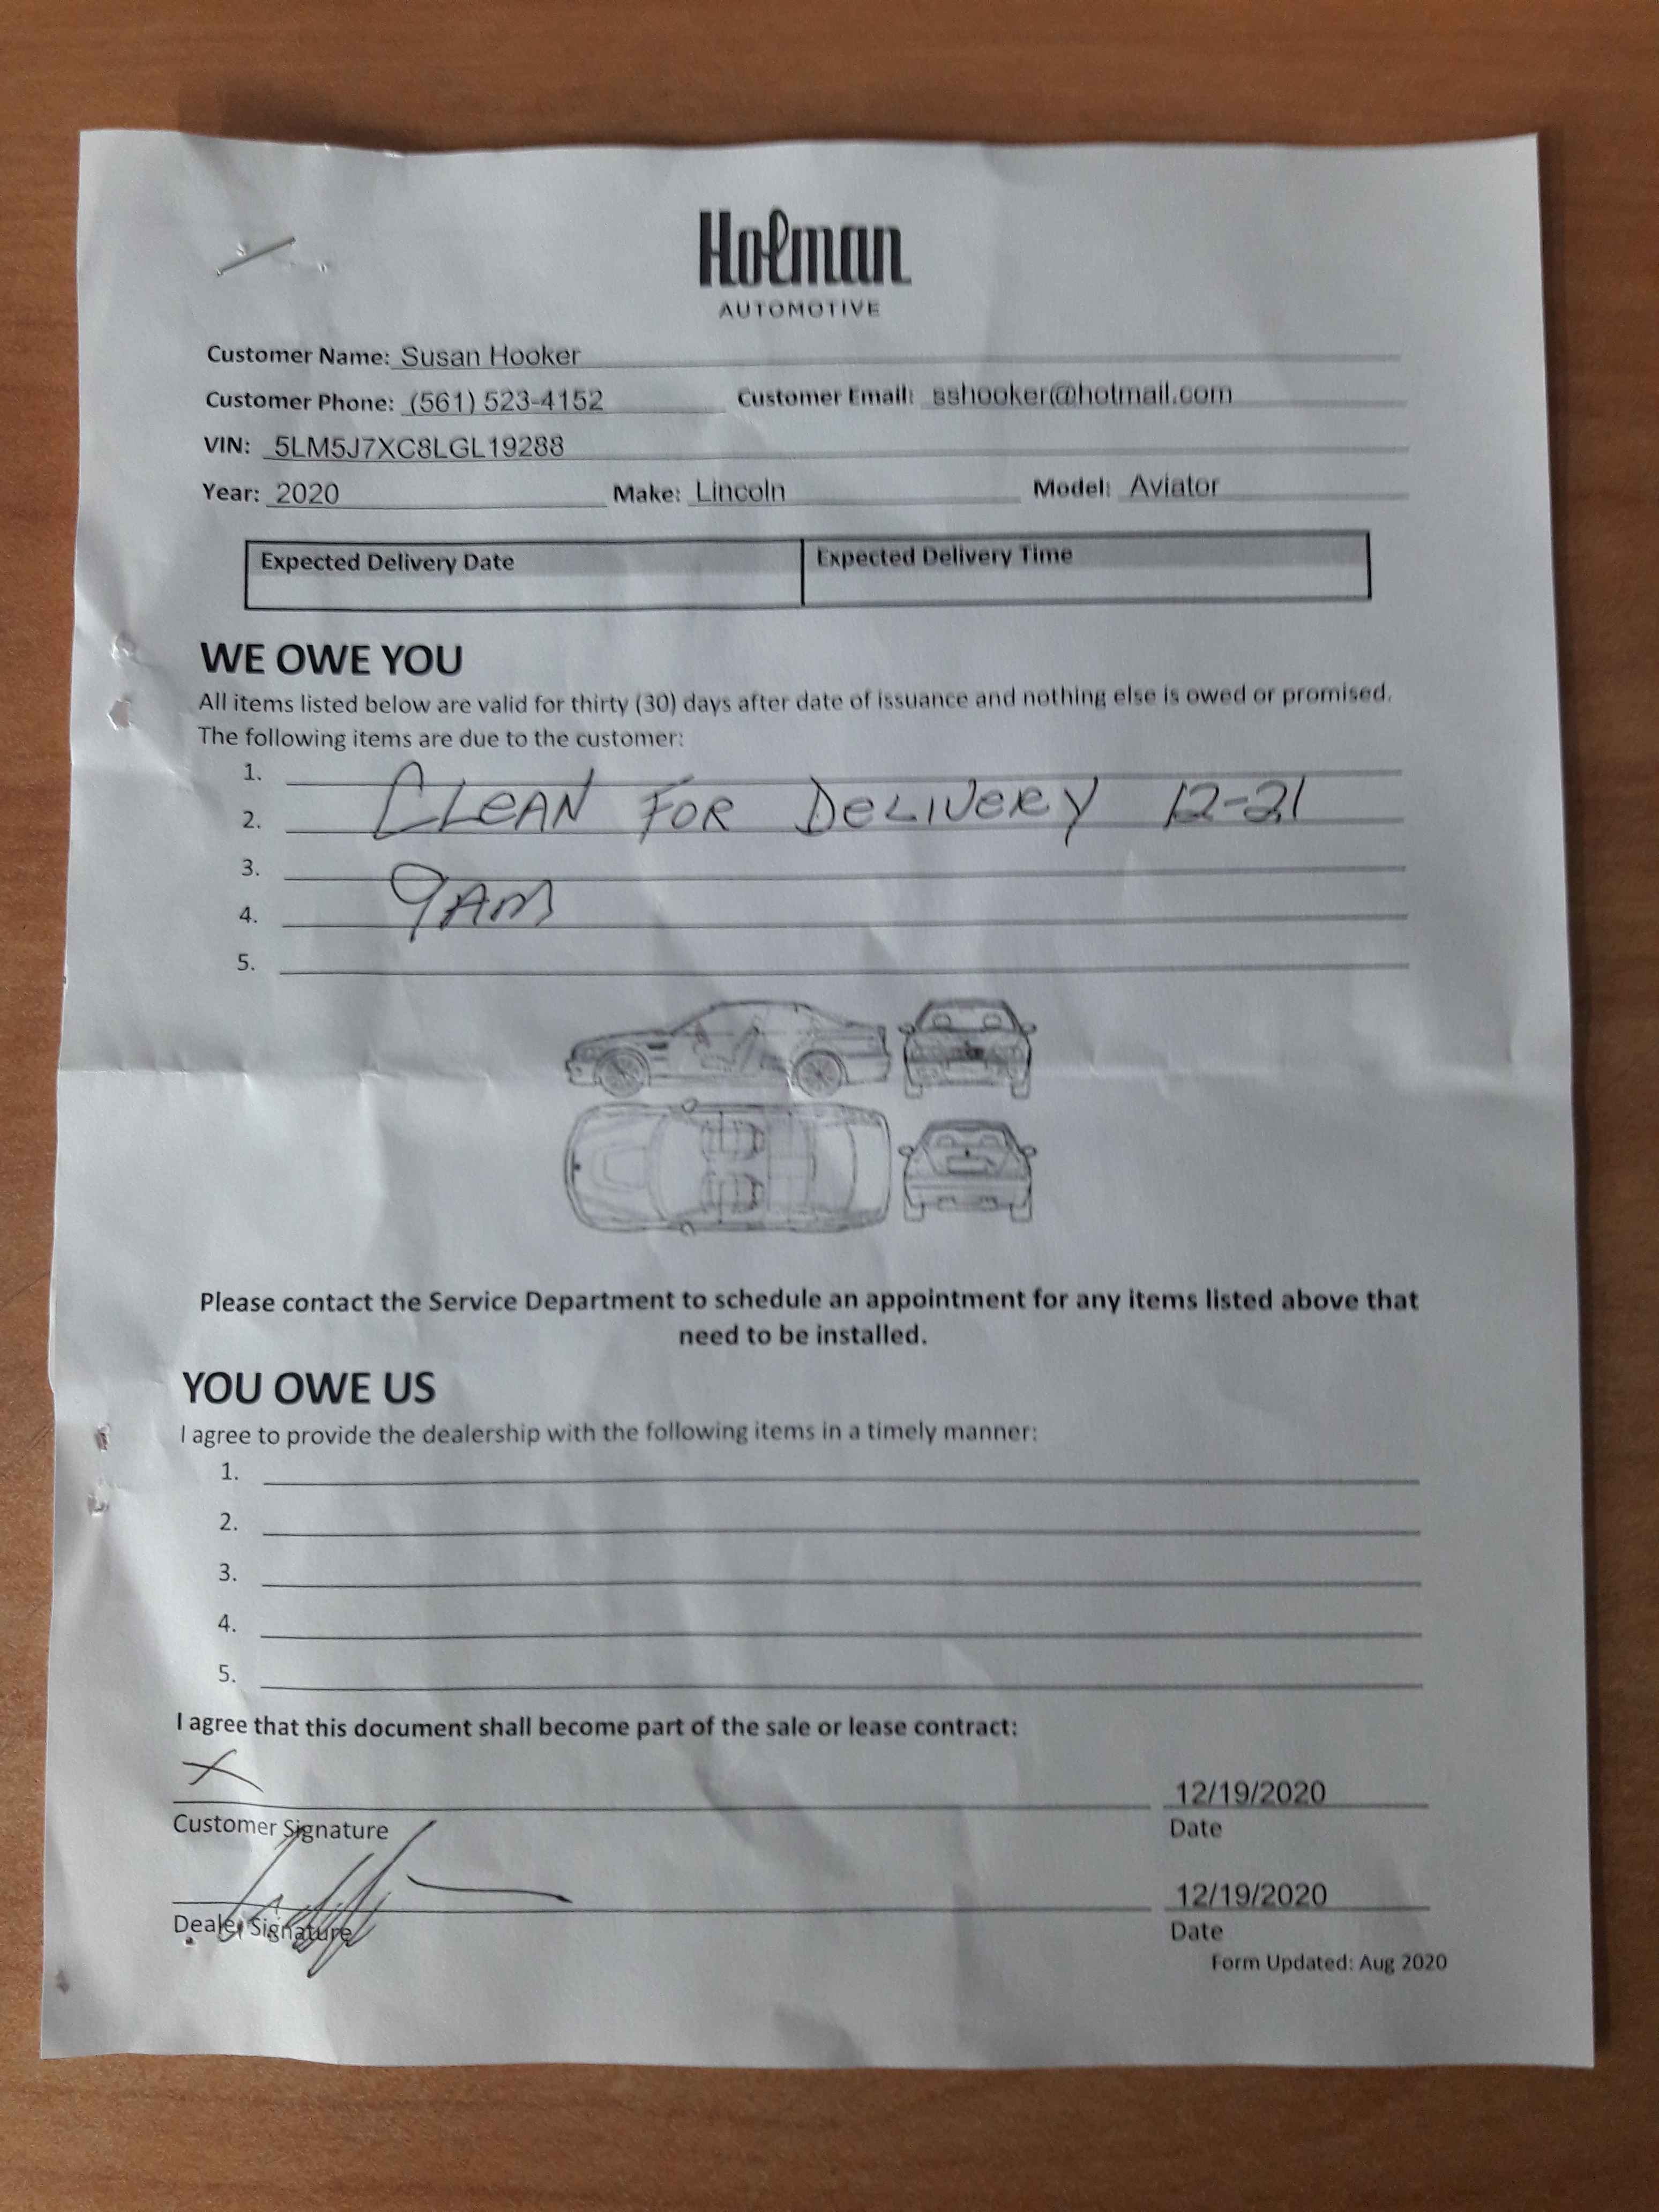 Holman
AUTOMOTIVE
Customer Name: Susan Hooker
Customer Phone: (561) 523-4152 Customer Email: sshooker@hotmail.com
VIN: 5LM5J7XC8LGL19288
Year: 2020 Make: Lincoln Model: Aviator
Expected Delivery Date Expected Delivery Time
WE OWE YOU
All items listed below are valid for thirty (30) days after date of issuance and nothing else is owed or promised.
The following items are due to the customer:
1.
2. CLEAN FOR DELIVERY 12-21
3.
4. 9AM
5.
Please contact the Service Department to schedule an appointment for any items listed above that
need to be installed.
YOU OWE US
I agree to provide the dealership with the following items in a timely manner:
1.
2.
3.
4.
5.
I agree that this document shall become part of the sale or lease contract:
X 12/19/2020
Customer Signature Date
12/19/2020
Dealer Signature Date
Form Updated: Aug 2020